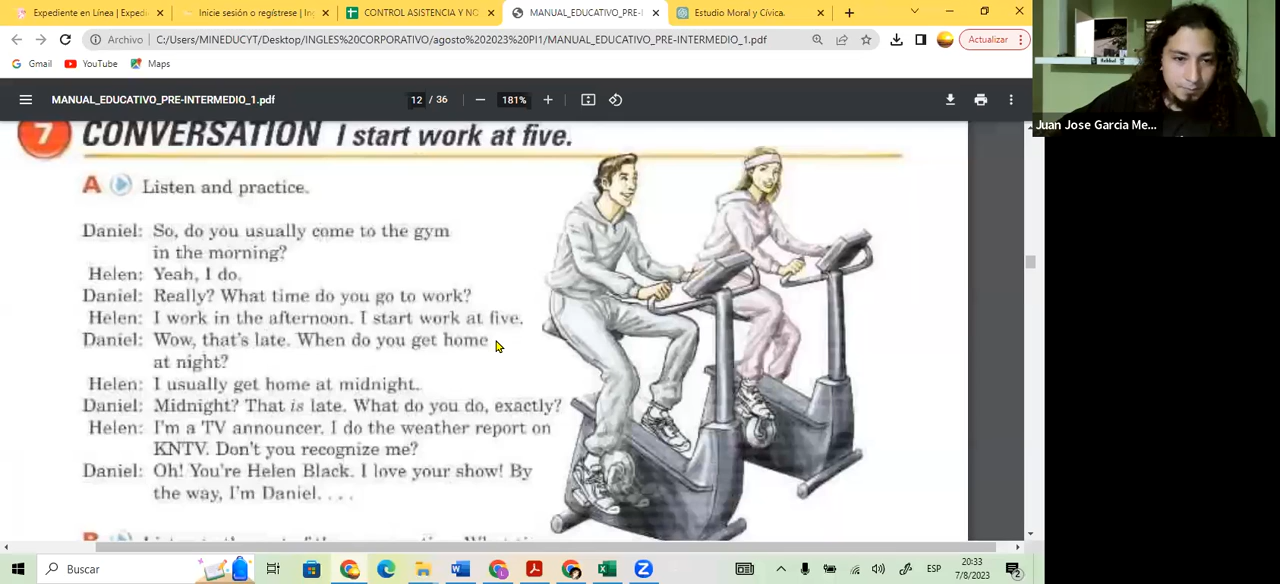 Expediente en Línea | Expedi
Inicie sesión o regístrese | In
CONTROL ASISTENCIA Y NO
MANUAL_EDUCATIVO_PRE-
Estudio Moral y Cívica.
Archivo
C:/Users/MINEDUCYT/Desktop/INGLES%20CORPORATIVO/agosto%202023%20PI1/MANUAL_EDUCATIVO_PRE-INTERMEDIO_1.pdf
Actualizar
Gmail
YouTube
Maps
MANUAL_EDUCATIVO_PRE-INTERMEDIO_1.pdf
12 / 36
181%
Juan Jose Garcia Me...
7 CONVERSATION I start work at five.
A Listen and practice.
Daniel: So, do you usually come to the gym
in the morning?
Helen: Yeah, I do.
Daniel: Really? What time do you go to work?
Helen: I work in the afternoon. I start work at five.
Daniel: Wow, that's late. When do you get home
at night?
Helen: I usually get home at midnight.
Daniel: Midnight? That is late. What do you do, exactly?
Helen: I'm a TV announcer. I do the weather report on
KNTV. Don't you recognize me?
Daniel: Oh! You're Helen Black. I love your show! By
the way, I'm Daniel. . . .
Buscar
ESP
20:33
7/8/2023